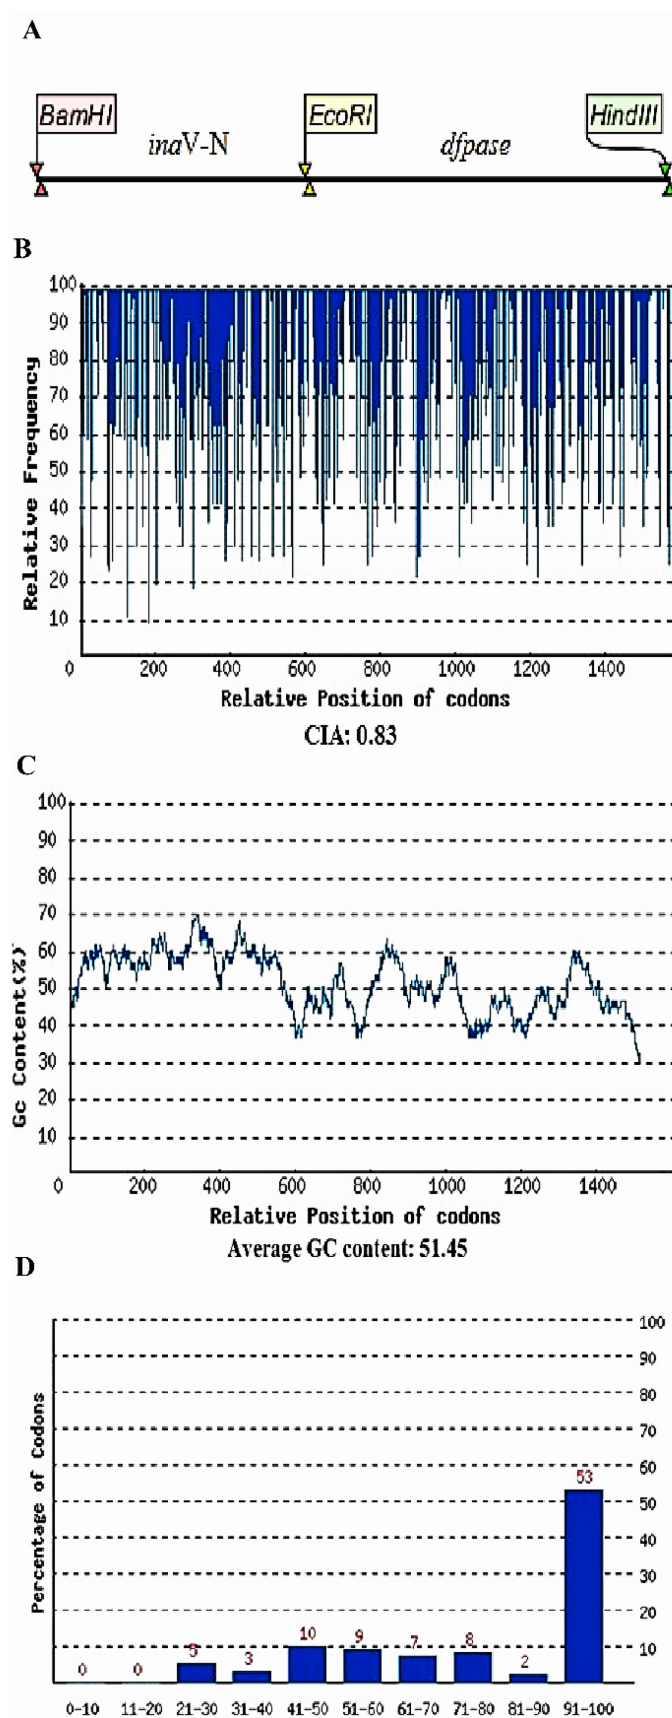 A
BamHI EcoRI HindIII
inaV-N dfpase
B
100
90
80
70
60
50
40
30
20
10
Relative Frequency
0 200 400 600 800 1000 1200 1400
Relative Position of codons
CIA: 0.83
C
100
90
80
70
60
50
40
30
20
10
Gc Content(%)
0 200 400 600 800 1000 1200 1400
Relative Position of codons
Average GC content: 51.45
D
100
90
80
70
60
50
40
30
20
10
Percentage of Codons
0 0 5 3 10 9 7 8 2 53
0-10 11-20 21-30 31-40 41-50 51-60 61-70 71-80 81-90 91-100